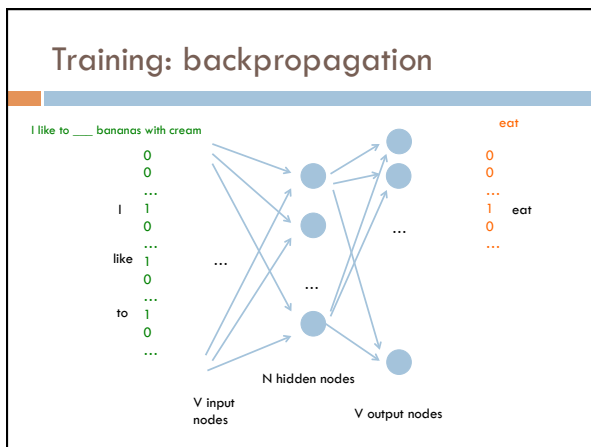 Training: backpropagation
I like to ___ bananas with cream
0
0
...
I 1
0
...
like 1
0
...
to 1
0
...
...
N hidden nodes
...
V input
nodes
...
V output nodes
eat
0
0
...
1 eat
0
...